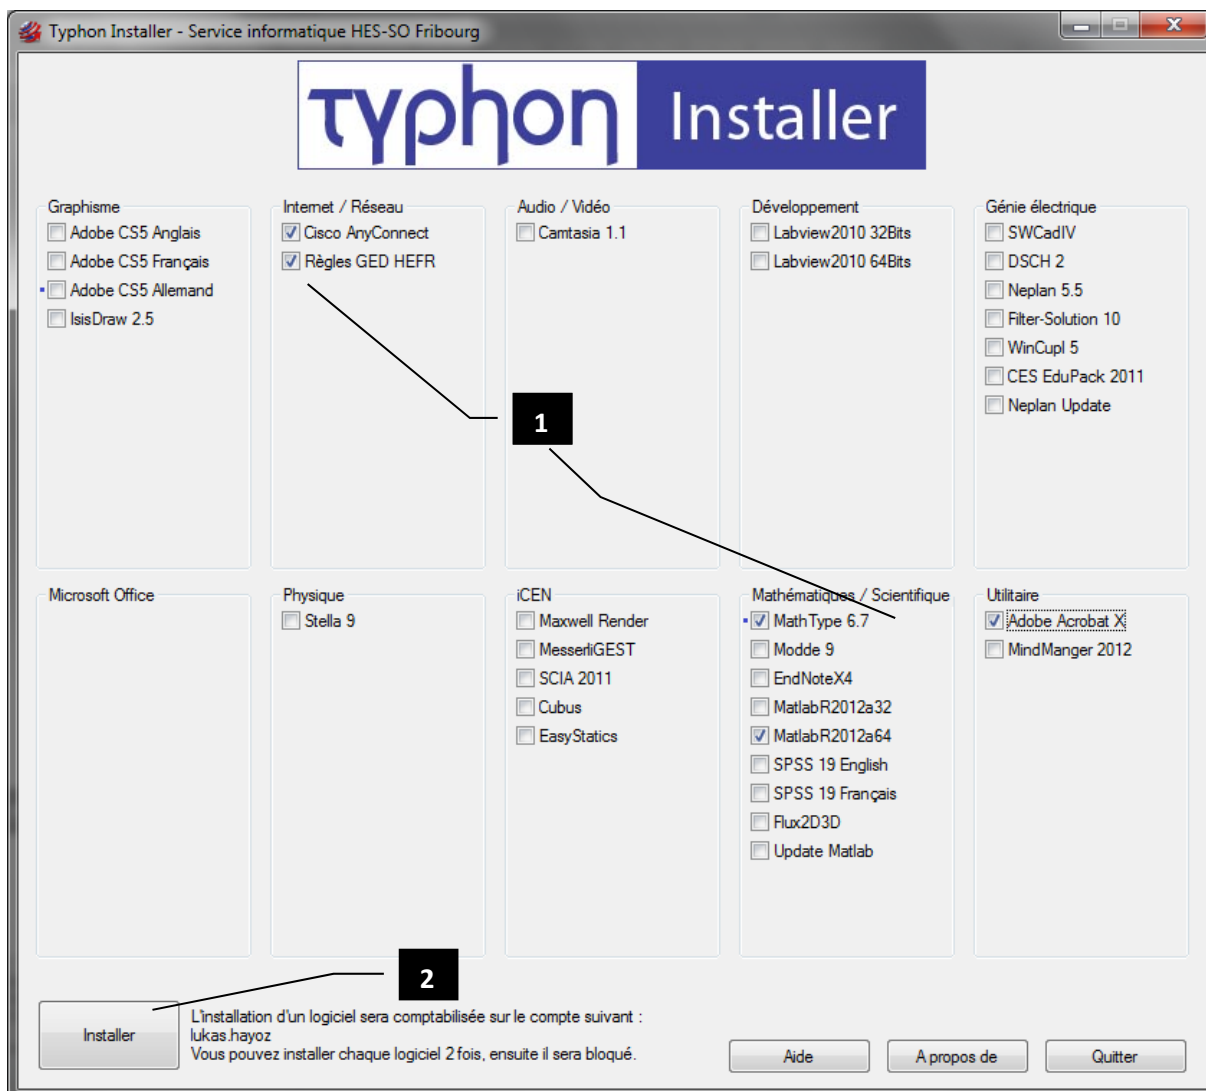 Typhon Installer - Service informatique HES-SO Fribourg
Typhon Installer
Graphisme
Adobe CS5 Anglais
Adobe CS5 Français
Adobe CS5 Allemand
IsisDraw 2.5
Internet / Réseau
Cisco AnyConnect
Règles GED HEFR
Audio / Vidéo
Camtasia 1.1
Développement
Labview2010 32Bits
Labview2010 64Bits
Génie électrique
SWCadIV
DSCH 2
Neplan 5.5
Filter-Solution 10
WinCupl 5
CES EduPack 2011
Neplan Update
1
Microsoft Office
Physique
Stella 9
iCEN
Maxwell Render
MesserliGEST
SCIA 2011
Cubus
EasyStatics
Mathématiques / Scientifique
MathType 6.7
Modde 9
EndNoteX4
MatlabR2012a32
MatlabR2012a64
SPSS 19 English
SPSS 19 Français
Flux2D3D
Update Matlab
Utilitaire
Adobe Acrobat X
MindManger 2012
2
Installer
L'installation d'un logiciel sera comptabilisée sur le compte suivant :
lukas.hayoz
Vous pouvez installer chaque logiciel 2 fois, ensuite il sera bloqué.
Aide
A propos de
Quitter